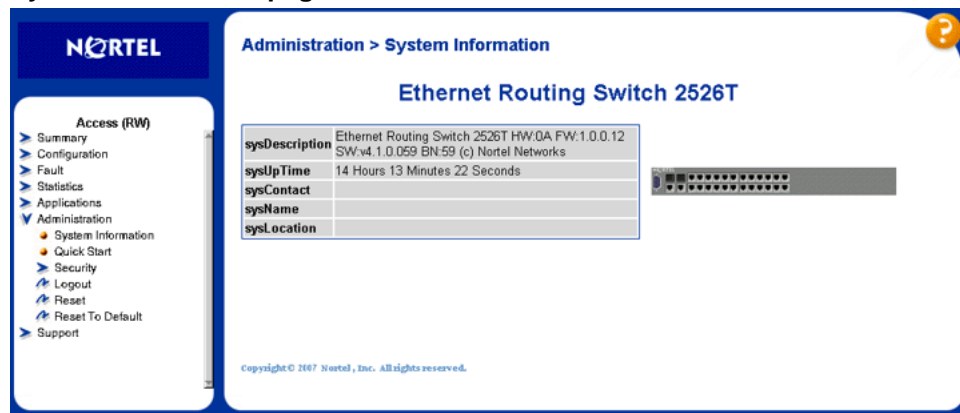 NORTEL
Administration > System Information
?
Ethernet Routing Switch 2526T
Access (RW)
Summary
Configuration
Fault
Statistics
Applications
Administration
System Information
Quick Start
Security
Logout
Reset
Reset To Default
Support
sysDescription Ethernet Routing Switch 2526T HW:0A FW:1.0.0.12
SW:v4.1.0.059 BN:59 (c) Nortel Networks
sysUpTime 14 Hours 13 Minutes 22 Seconds
sysContact
sysName
sysLocation
Copyright© 2007 Nortel, Inc. All rights reserved.